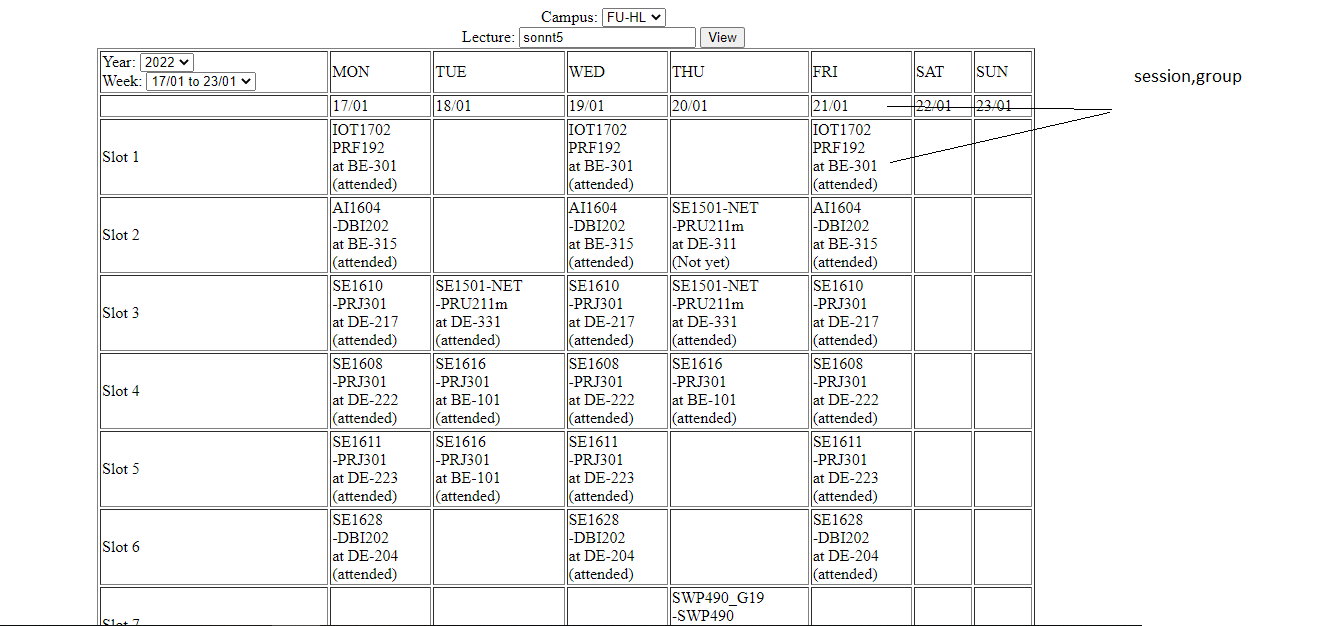 Campus: FU-HL
Lecture: sonnt5 View
Year: 2022
Week: 17/01 to 23/01
MON TUE WED THU FRI SAT SUN
session,group
17/01 18/01 19/01 20/01 21/01 22/01 23/01
Slot 1
IOT1702
PRF192
at BE-301
(attended)
IOT1702
PRF192
at BE-301
(attended)
IOT1702
PRF192
at BE-301
(attended)
Slot 2
AI1604
-DBI202
at BE-315
(attended)
AI1604
-DBI202
at BE-315
(attended)
SE1501-NET
-PRU211m
at DE-311
(Not yet)
AI1604
-DBI202
at BE-315
(attended)
Slot 3
SE1610
-PRJ301
at DE-217
(attended)
SE1501-NET
-PRU211m
at DE-331
(attended)
SE1610
-PRJ301
at DE-217
(attended)
SE1501-NET
-PRU211m
at DE-331
(attended)
SE1610
-PRJ301
at DE-217
(attended)
Slot 4
SE1608
-PRJ301
at DE-222
(attended)
SE1616
-PRJ301
at BE-101
(attended)
SE1608
-PRJ301
at DE-222
(attended)
SE1616
-PRJ301
at BE-101
(attended)
SE1608
-PRJ301
at DE-222
(attended)
Slot 5
SE1611
-PRJ301
at DE-223
(attended)
SE1616
-PRJ301
at BE-101
(attended)
SE1611
-PRJ301
at DE-223
(attended)
SE1611
-PRJ301
at DE-223
(attended)
Slot 6
SE1628
-DBI202
at DE-204
(attended)
SE1628
-DBI202
at DE-204
(attended)
SE1628
-DBI202
at DE-204
(attended)
Slot 7
SWP490_G19
-SWP490